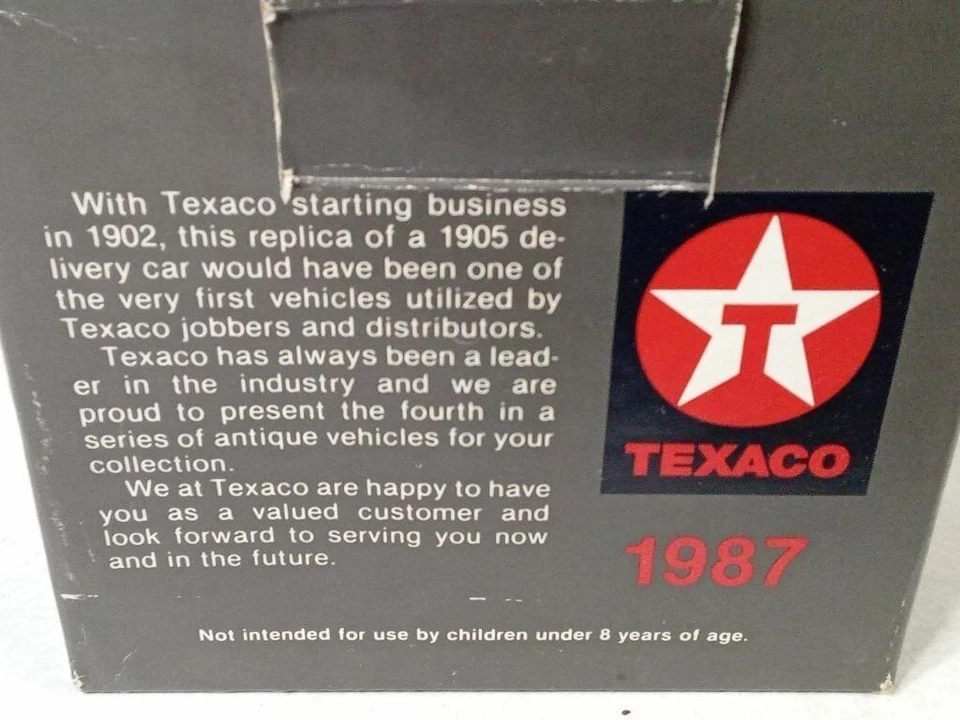 With Texaco starting business
in 1902, this replica of a 1905 de-
livery car would have been one of
the very first vehicles utilized by
Texaco jobbers and distributors.
Texaco has always been a lead-
er in the industry and we are
proud to present the fourth in a
series of antique vehicles for your
collection.
We at Texaco are happy to have
you as a valued customer and
look forward to serving you now
and in the future.
T
TEXACO
1987
Not intended for use by children under 8 years of age.